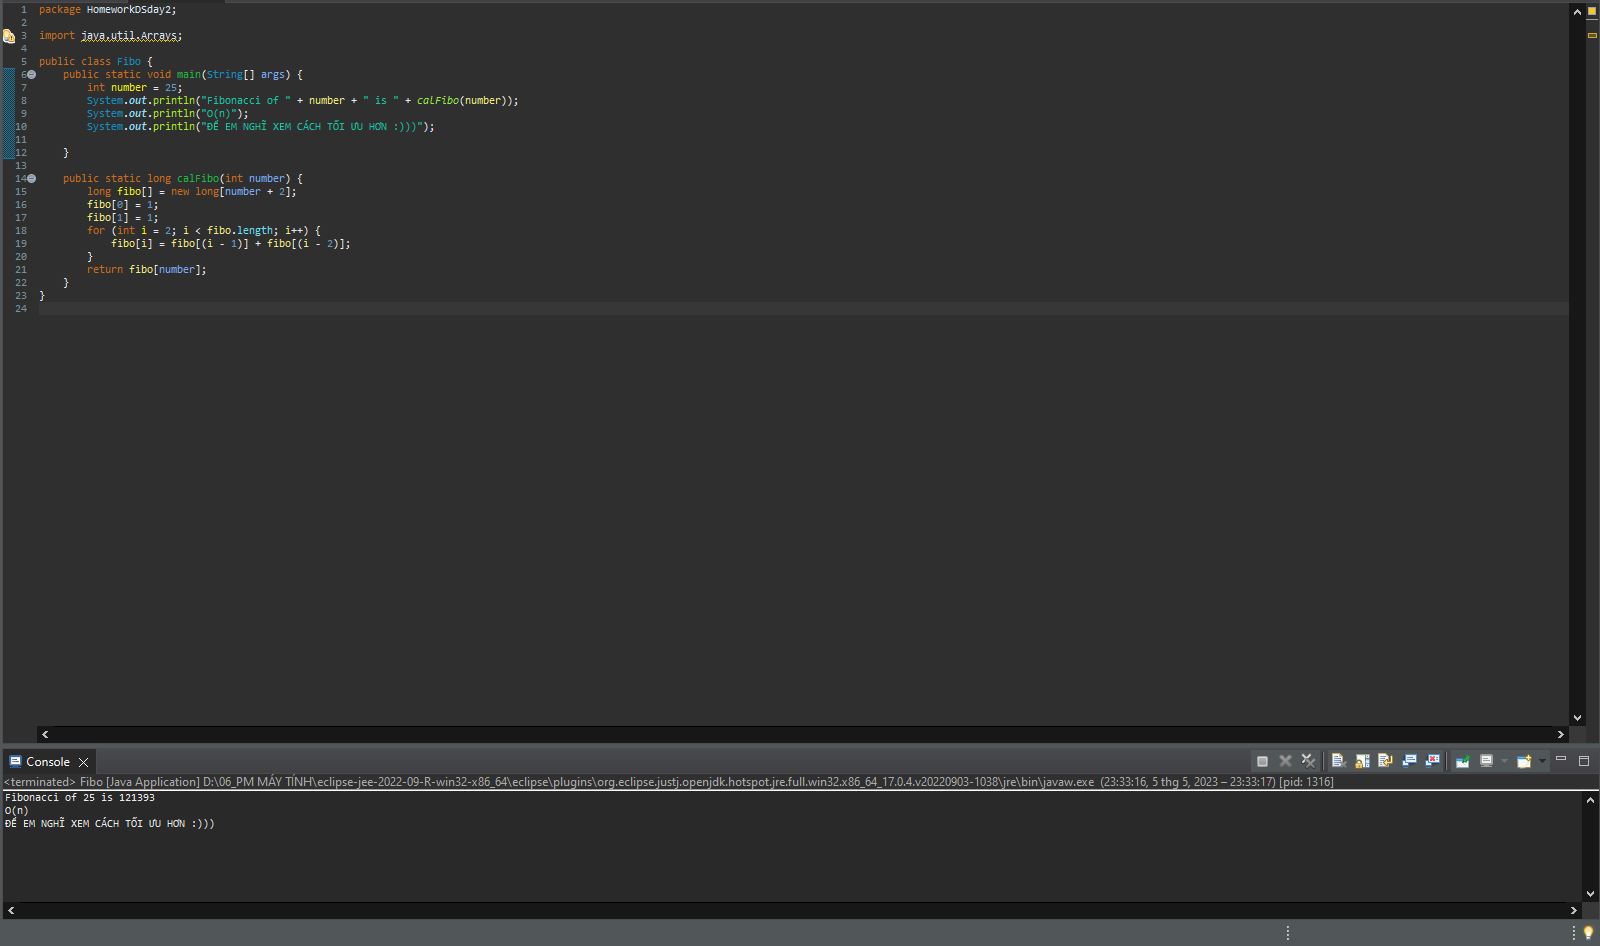 1 package HomeworkDSday2;
2
3 import java.util.Arrays;
4
5 public class Fibo {
6 public static void main(String[] args) {
7 int number = 25;
8 System.out.println("Fibonacci of " + number + " is " + calFibo(number));
9 System.out.println("O(n)");
10 System.out.println("ĐỂ EM NGHĨ XEM CÁCH TỐI ƯU HƠN :)))");
11
12 }
13
14 public static long calFibo(int number) {
15 long fibo[] = new long[number + 2];
16 fibo[0] = 1;
17 fibo[1] = 1;
18 for (int i = 2; i < fibo.length; i++) {
19 fibo[i] = fibo[(i - 1)] + fibo[(i - 2)];
20 }
21 return fibo[number];
22 }
23 }
24
Console
<terminated> Fibo [Java Application] D:\06_PM MÁY TÍNH\eclipse-jee-2022-09-R-win32-x86_64\eclipse\plugins\org.eclipse.justj.openjdk.hotspot.jre.full.win32.x86_64_17.0.4.v20220903-1038\jre\bin\javaw.exe (23:33:16, 5 thg 5, 2023 – 23:33:17) [pid: 1316]
Fibonacci of 25 is 121393
O(n)
ĐỂ EM NGHĨ XEM CÁCH TỐI ƯU HƠN :)))